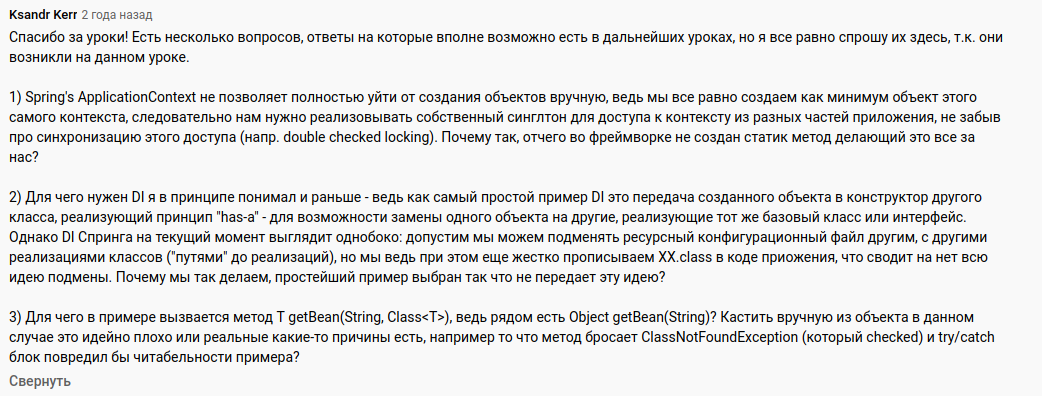 Ksandr Kerr 2 года назад
Спасибо за уроки! Есть несколько вопросов, ответы на которые вполне возможно есть в дальнейших уроках, но я все равно спрошу их здесь, т.к. они
возникли на данном уроке.
1) Spring's ApplicationContext не позволяет полностью уйти от создания объектов вручную, ведь мы все равно создаем как минимум объект этого
самого контекста, следовательно нам нужно реализовывать собственный синглтон для доступа к контексту из разных частей приложения, не забыв
про синхронизацию этого доступа (напр. double checked locking). Почему так, отчего во фреймворке не создан статик метод делающий это все за
нас?
2) Для чего нужен DI я в принципе понимал и раньше - ведь как самый простой пример DI это передача созданного объекта в конструктор другого
класса, реализующий принцип "has-a" - для возможности замены одного объекта на другие, реализующие тот же базовый класс или интерфейс.
Однако DI Спринга на текущий момент выглядит однобоко: допустим мы можем подменять ресурсный конфигурационный файл другим, с другими
реализациями классов ("путями" до реализаций), но мы ведь при этом еще жестко прописываем XX.class в коде приожения, что сводит на нет всю
идею подмены. Почему мы так делаем, простейший пример выбран так что не передает эту идею?
3) Для чего в примере вызвается метод T getBean(String, Class<T>), ведь рядом есть Object getBean(String)? Кастить вручную из объекта в данном
случае это идейно плохо или реальные какие-то причины есть, например то что метод бросает ClassNotFoundException (который checked) и try/catch
блок повредил бы читабельности примера?
Свернуть